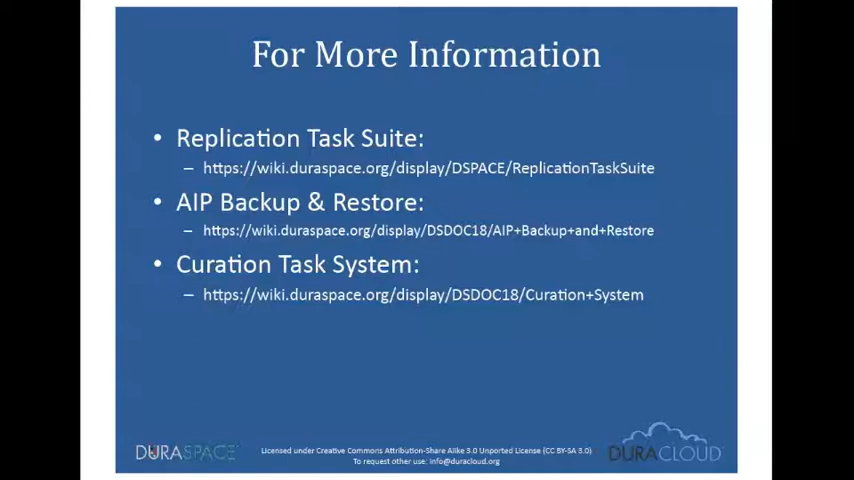 For More Information
• Replication Task Suite:
– https://wiki.duraspace.org/display/DSPACE/ReplicationTaskSuite
• AIP Backup & Restore:
– https://wiki.duraspace.org/display/DSDOC18/AIP+Backup+and+Restore
• Curation Task System:
– https://wiki.duraspace.org/display/DSDOC18/Curation+System
DURASPACE
Licensed under Creative Commons Attribution-Share Alike 3.0 Unported License (CC BY-SA 3.0)
To request other use: info@duracloud.org
DURACLOUD